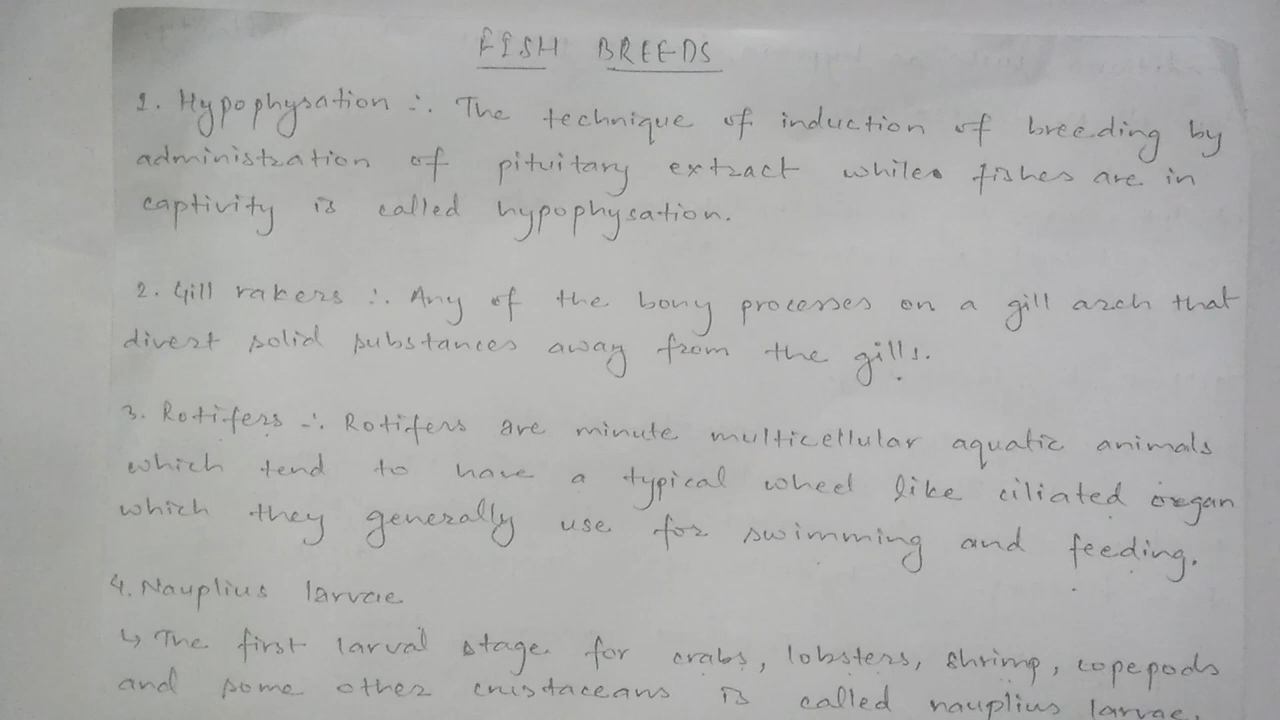 FISH BREEDS
1. Hypophysation ∴ The technique of induction of breeding by
administration of pituitary extract while fishes are in
captivity is called hypophysation.
2. Gill rakers ∴ Any of the bony processes on a gill arch that
divert solid substances away from the gills.
3. Rotifers ∴ Rotifers are minute multicellular aquatic animals
which tend to have a typical wheel like ciliated organ
which they generally use for swimming and feeding.
4. Nauplius larvae
↳ The first larval stage for crabs, lobsters, shrimp, copepods
and some other crustaceans is called nauplius larvae.